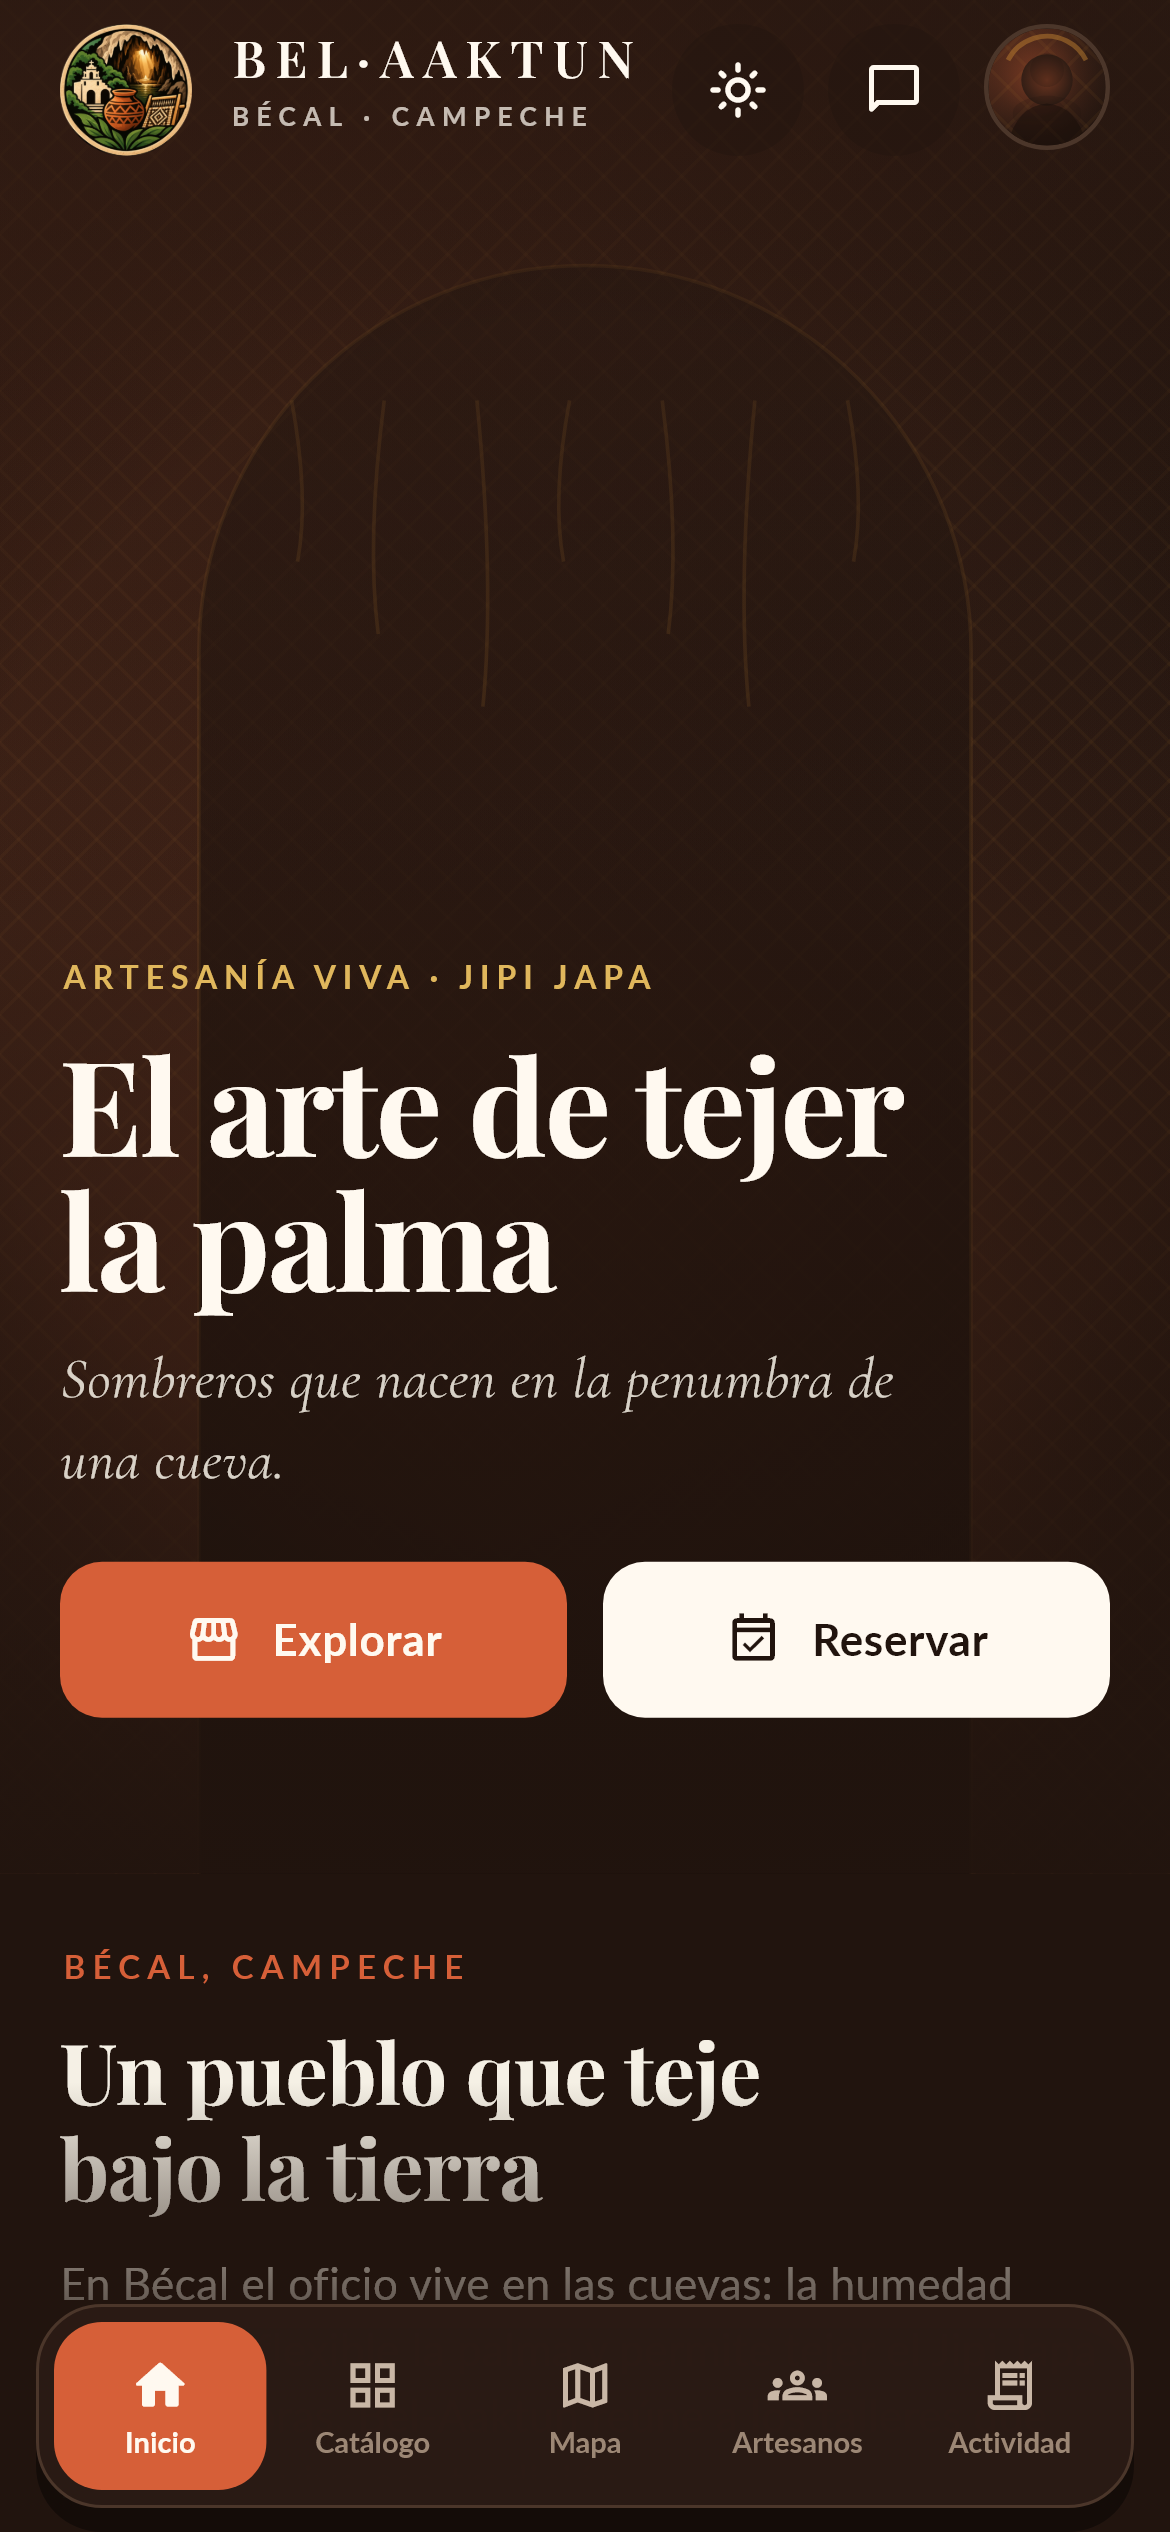 BEL·AAKTUN
BÉCAL · CAMPECHE
ARTESANÍA VIVA · JIPI JAPA
El arte de tejer
la palma
Sombreros que nacen en la penumbra de
una cueva.
Explorar
Reservar
BÉCAL, CAMPECHE
Un pueblo que teje
bajo la tierra
En Bécal el oficio vive en las cuevas: la humedad
Inicio
Catálogo
Mapa
Artesanos
Actividad